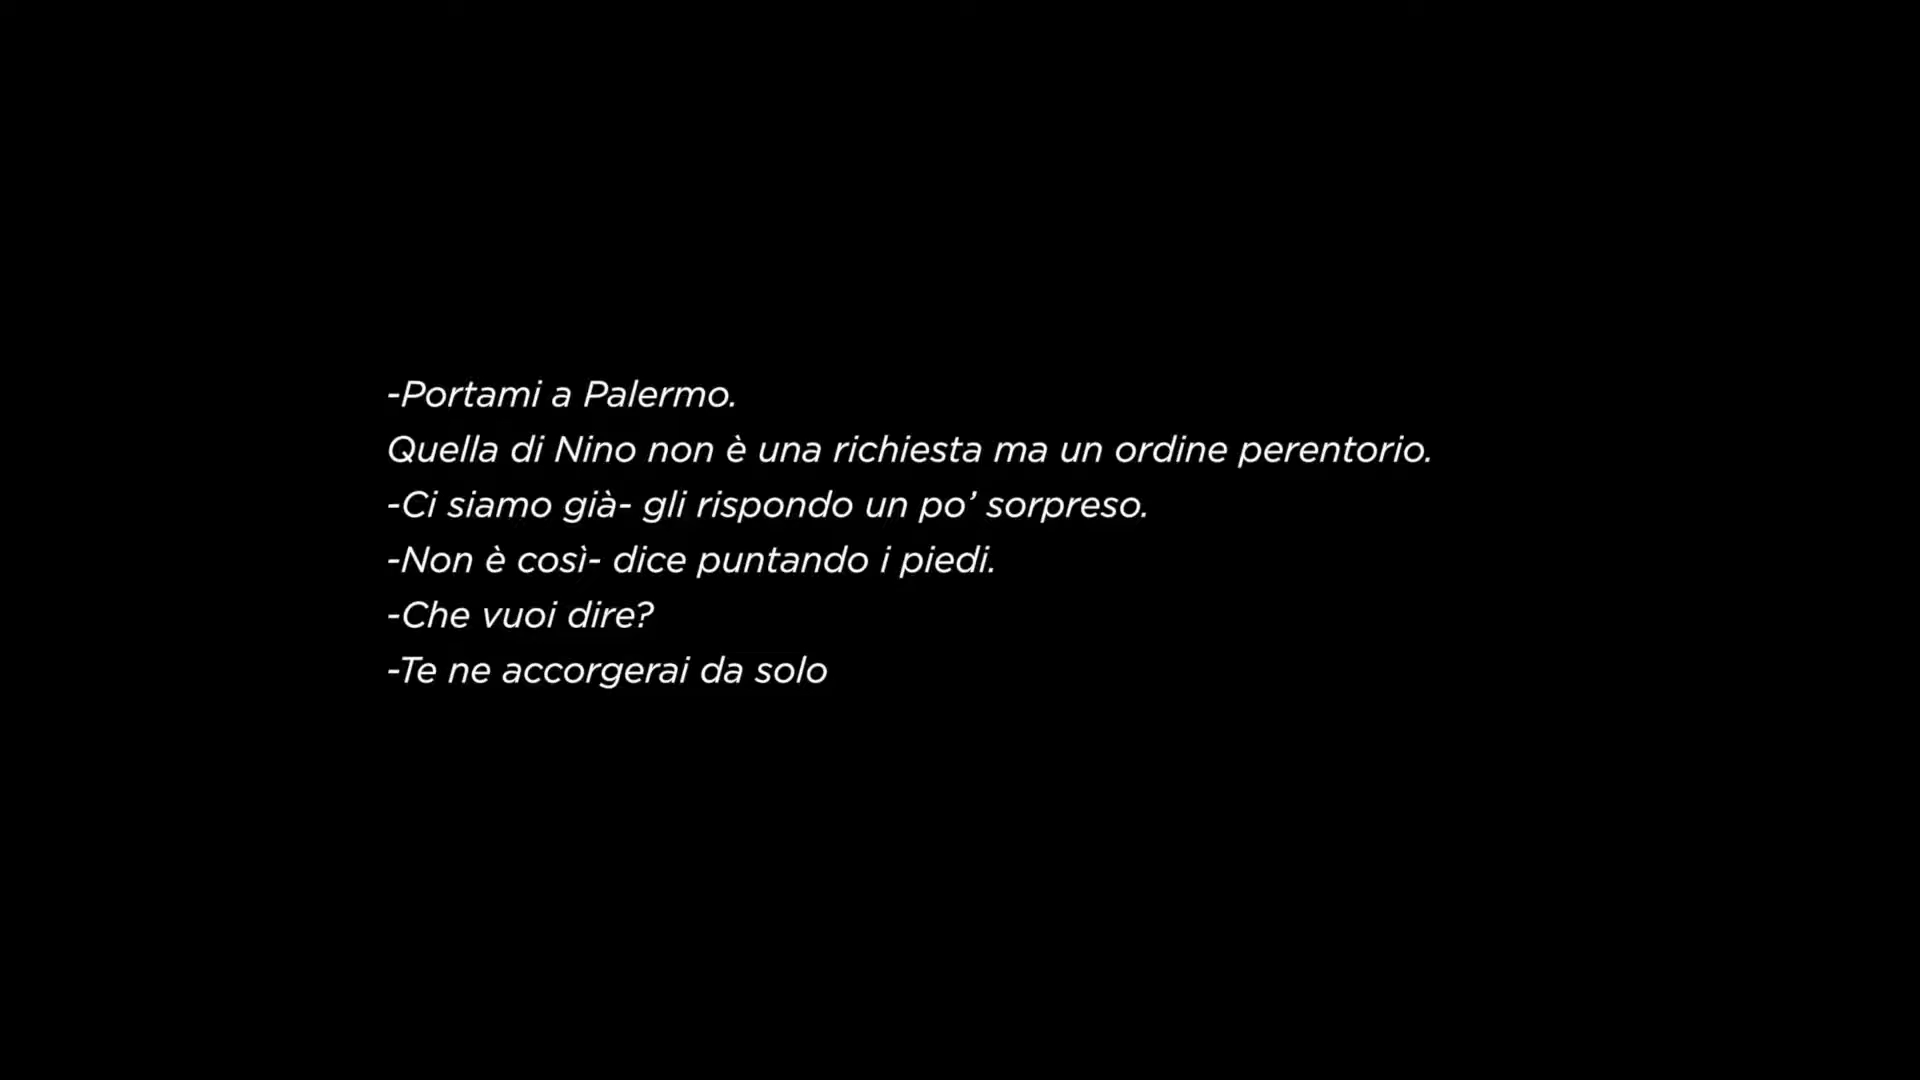 -Portami a Palermo.
Quella di Nino non è una richiesta ma un ordine perentorio.
-Ci siamo già- gli rispondo un po’ sorpreso.
-Non è così- dice puntando i piedi.
-Che vuoi dire?
-Te ne accorgerai da solo